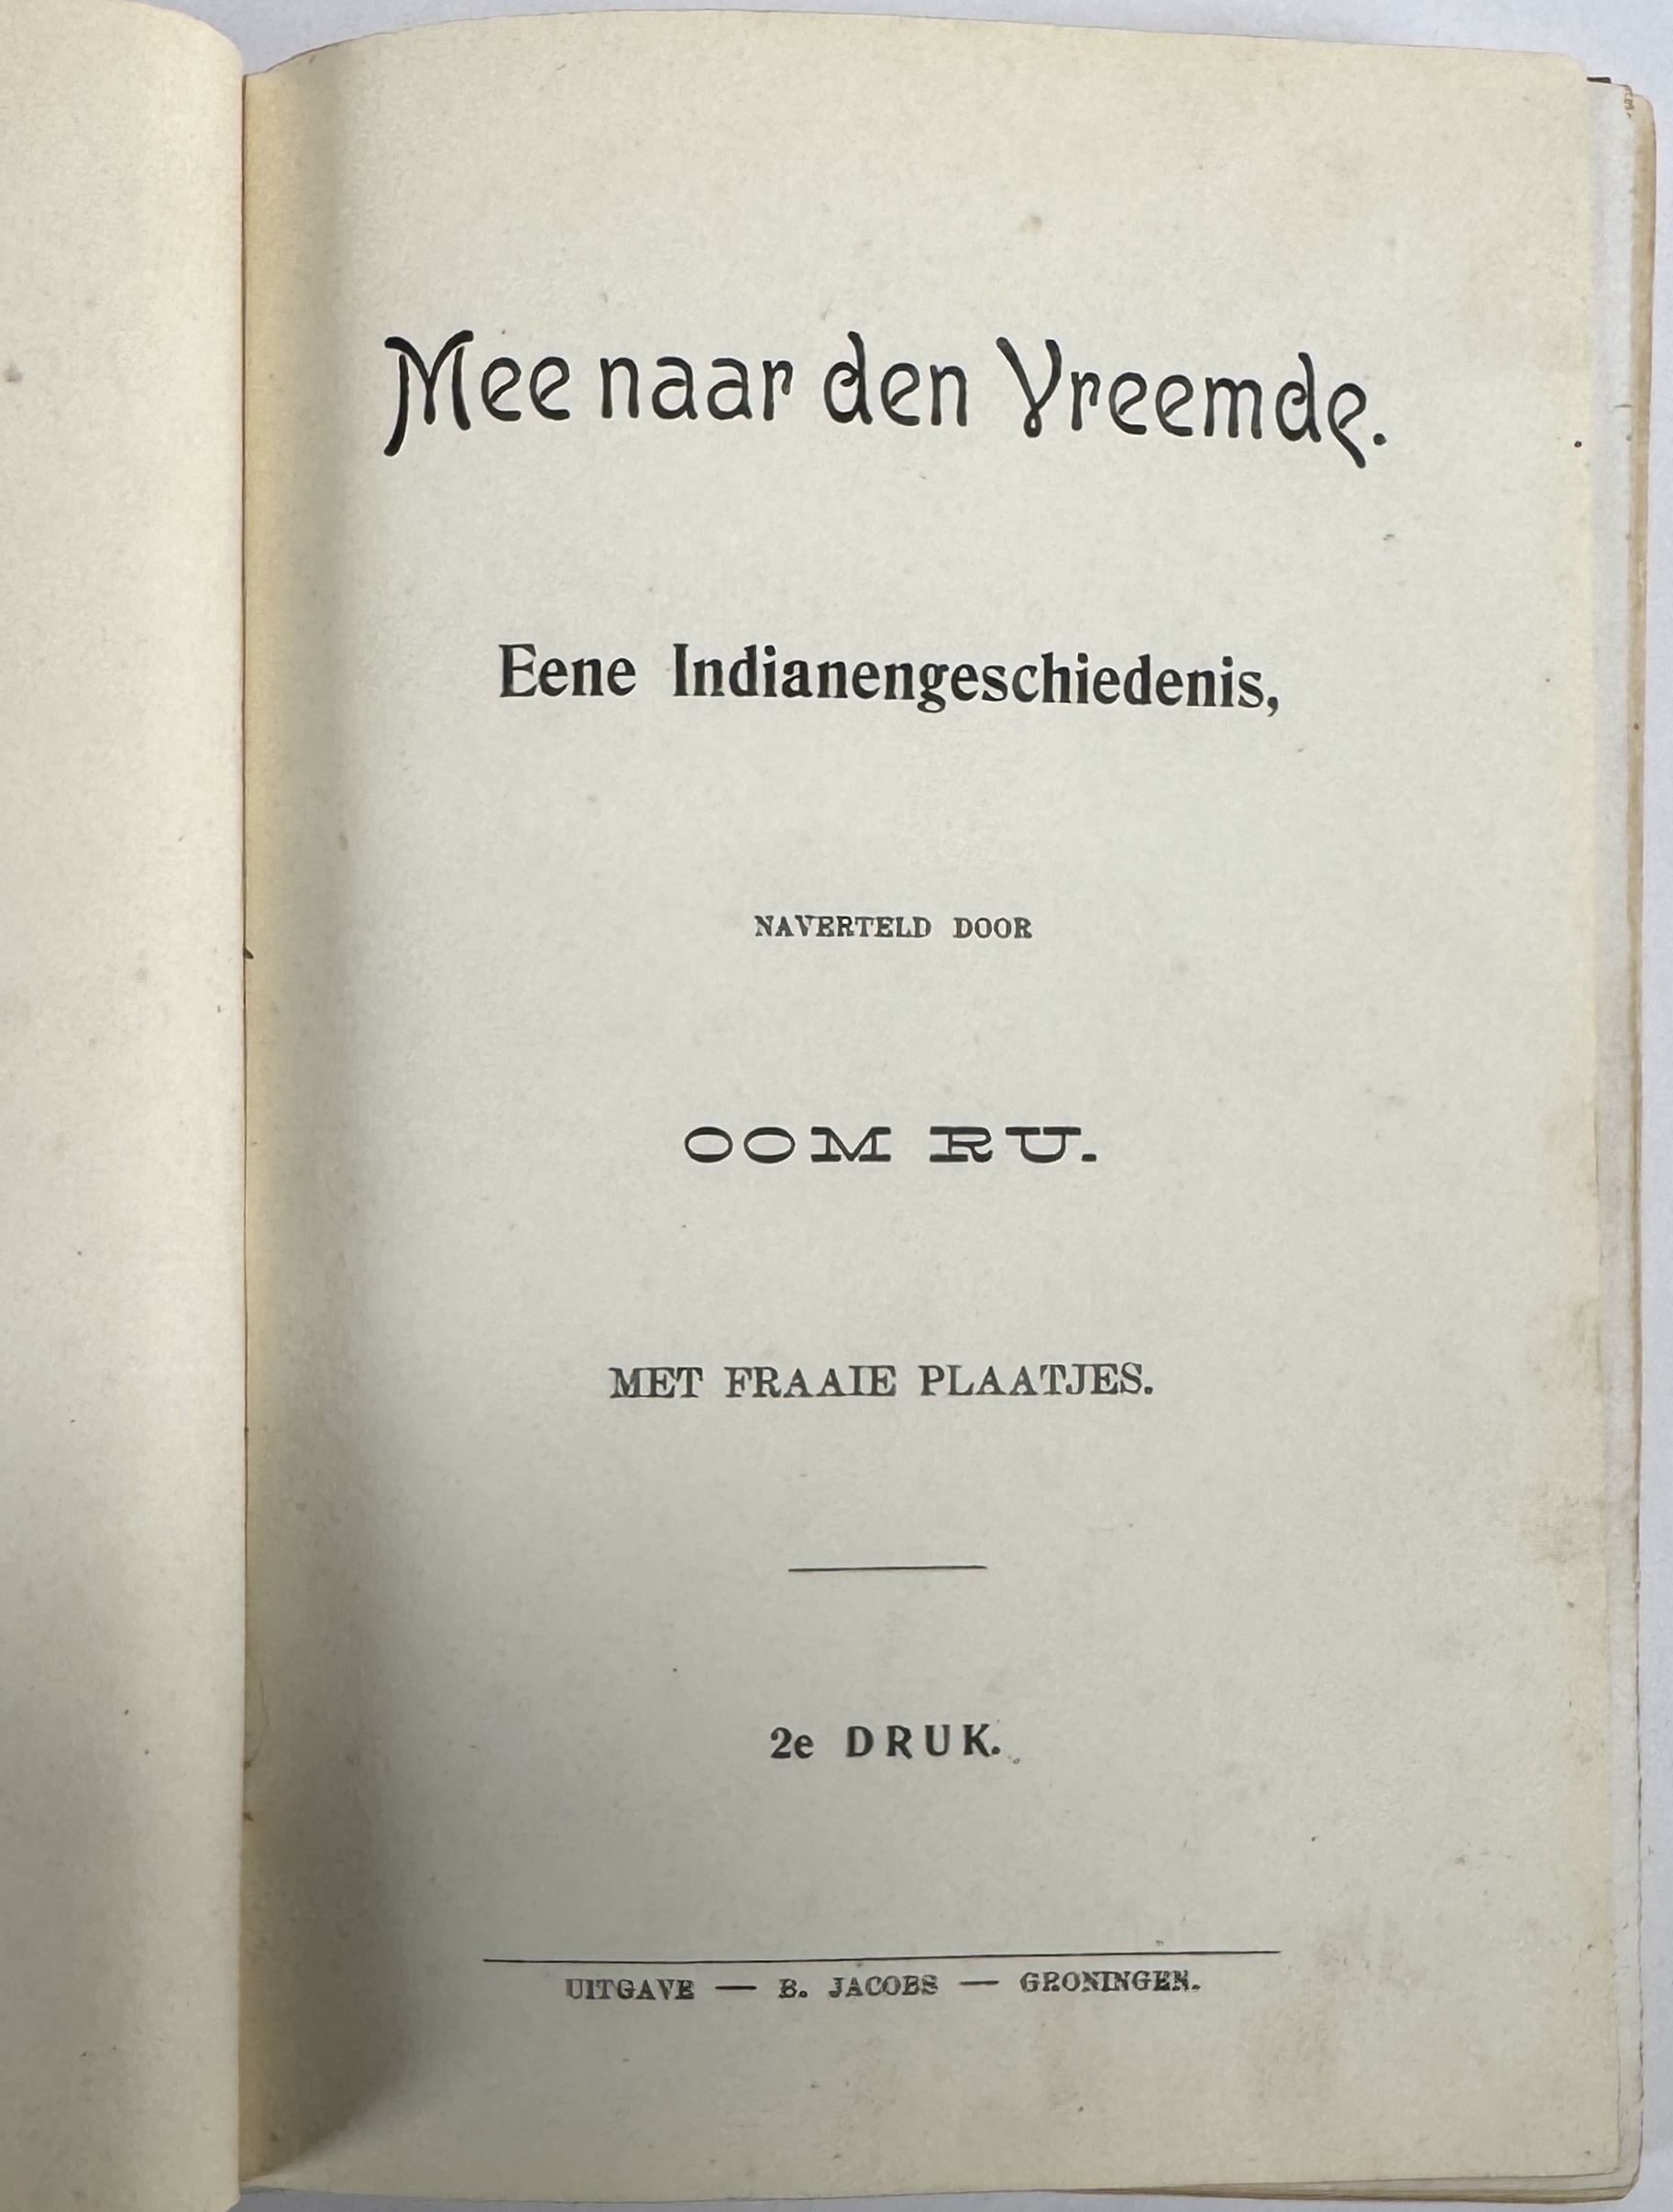 Mee naar den Vreemde.
Eene Indianengeschiedenis,
NAVERTELD DOOR
OOM RU.
MET FRAAIE PLAATJES.
2e DRUK.
UITGAVE — B. JACOBS — GRONINGEN.